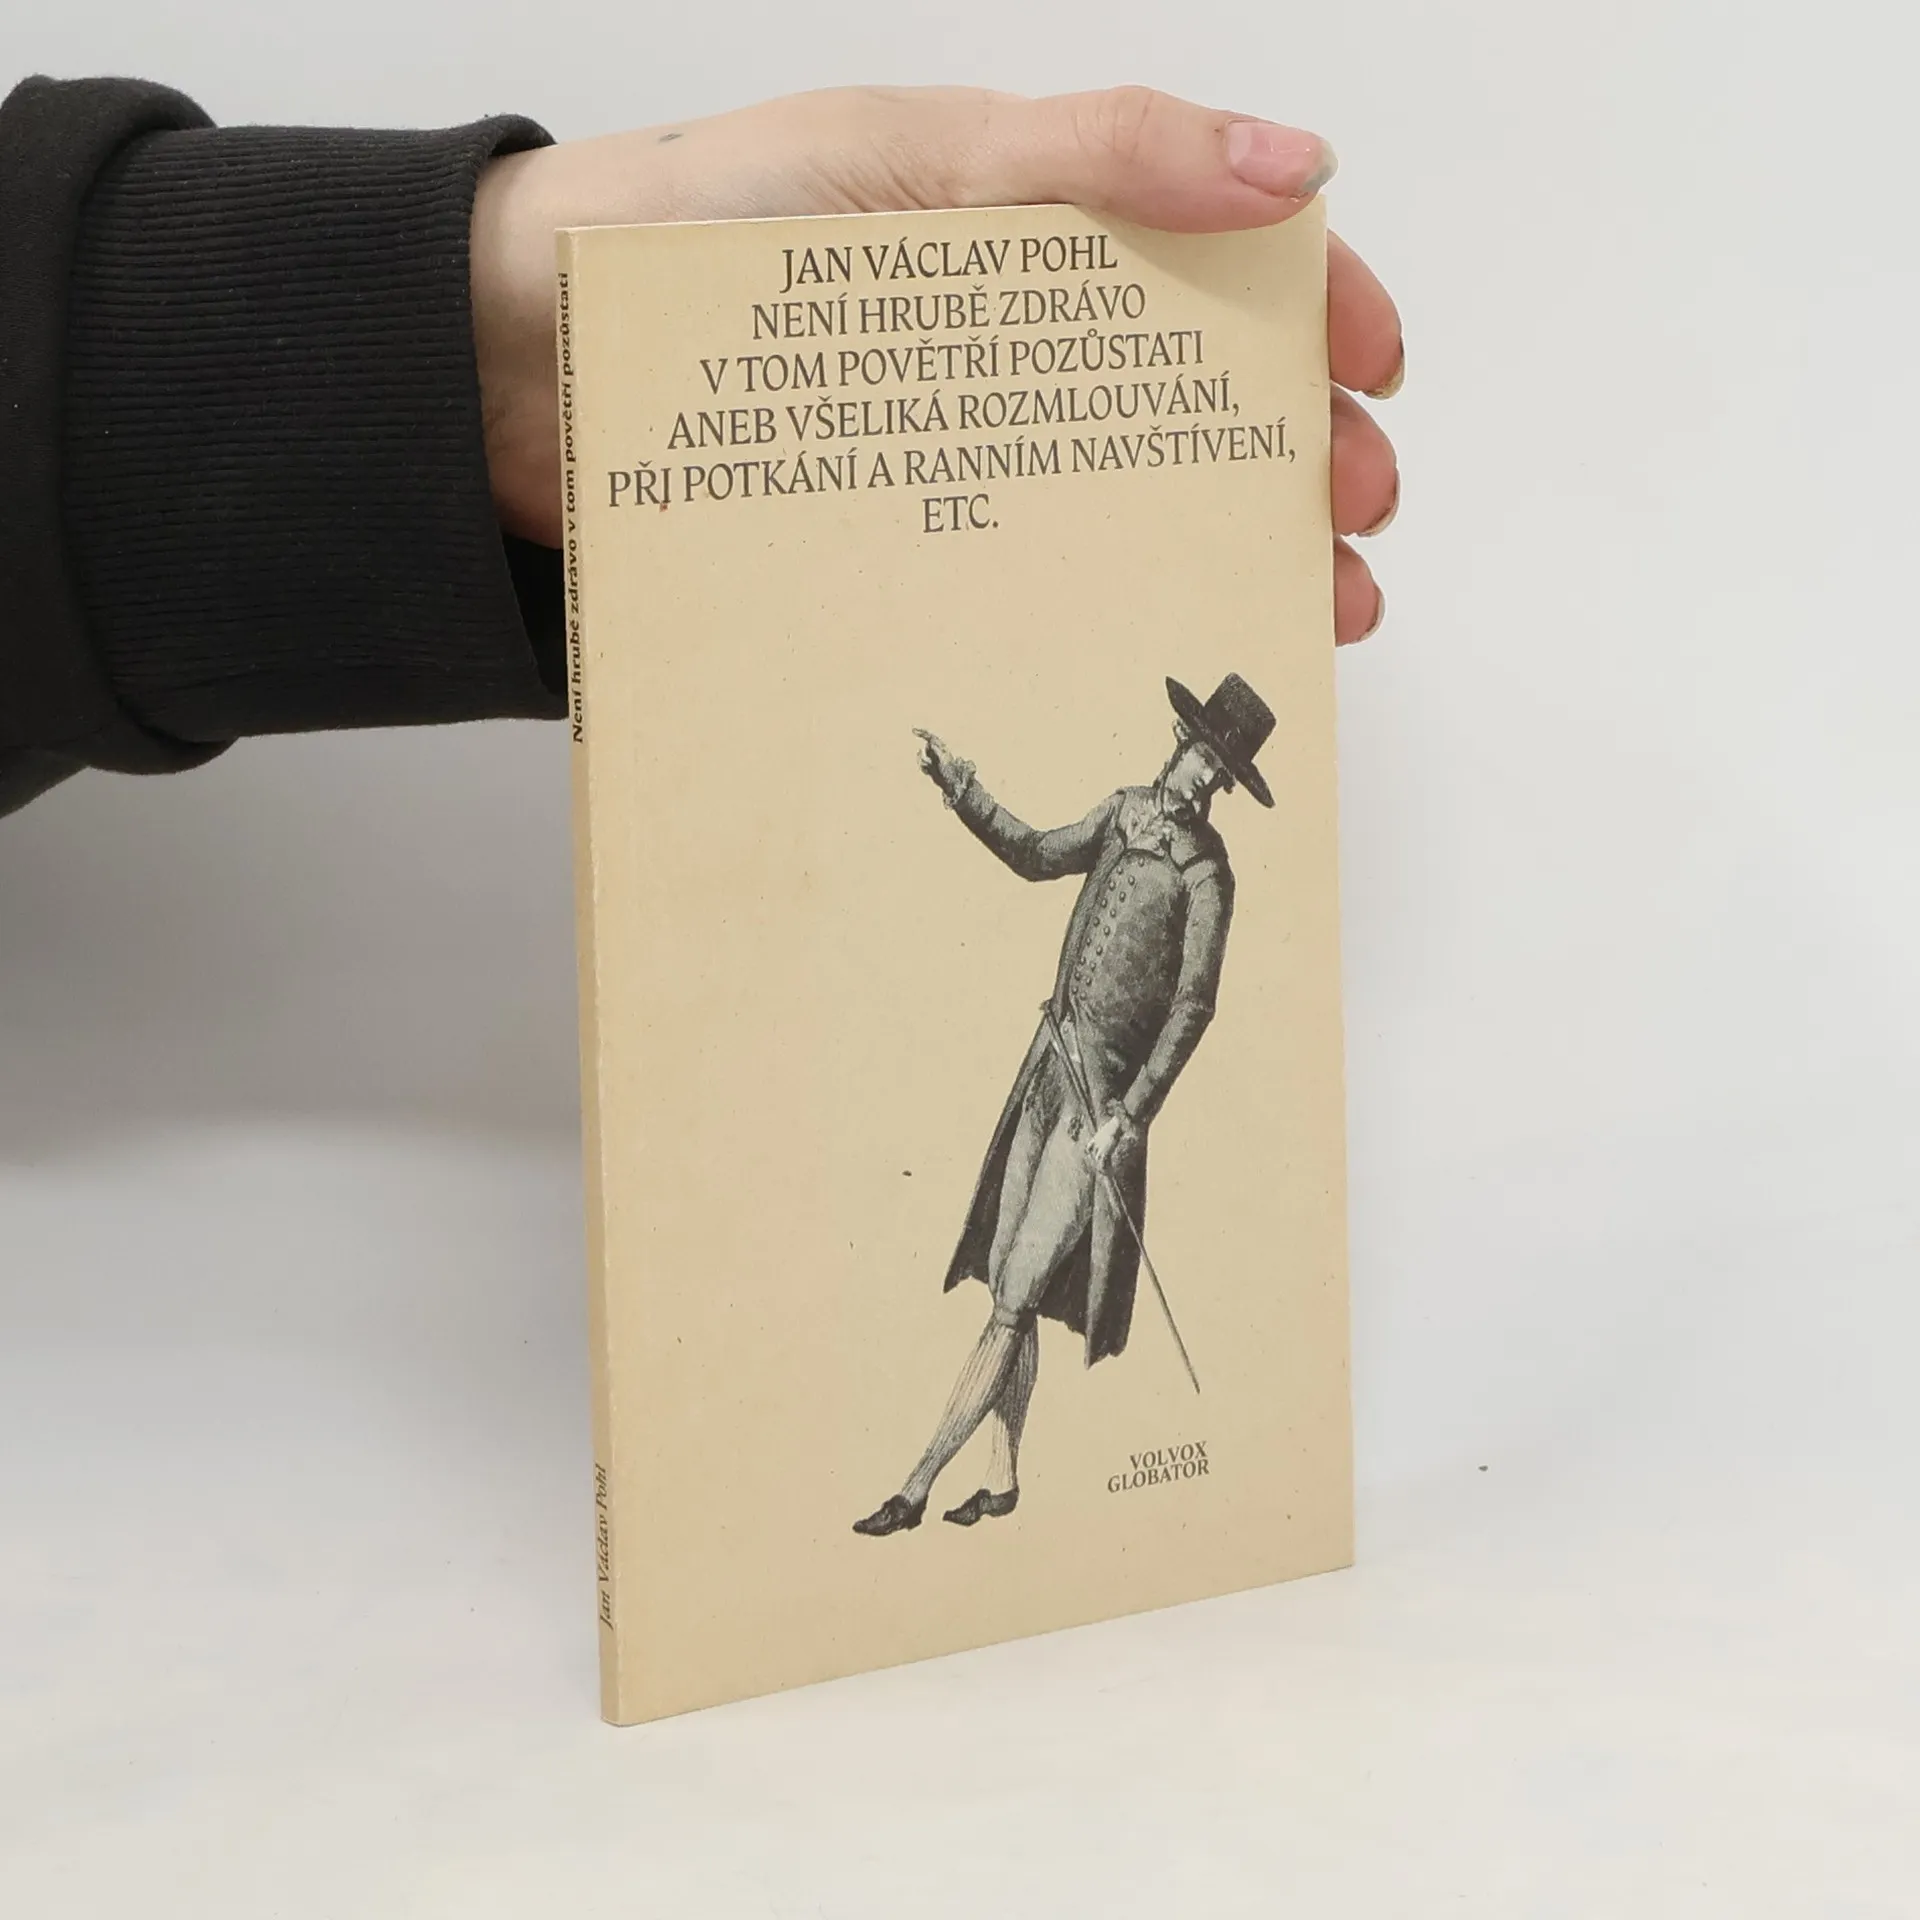 JAN VÁCLAV POHL
NENÍ HRUBĚ ZDRÁVO
V TOM POVĚTŘÍ POZŮSTATI
ANEB VŠELIKÁ ROZMLOUVÁNÍ,
PŘI POTKÁNÍ A RANNÍM NAVŠTÍVENÍ,
ETC.
VOLVOX
GLOBATOR
Není hrubě zdrávo v tom povětří pozůstati
Jan Václav Pohl